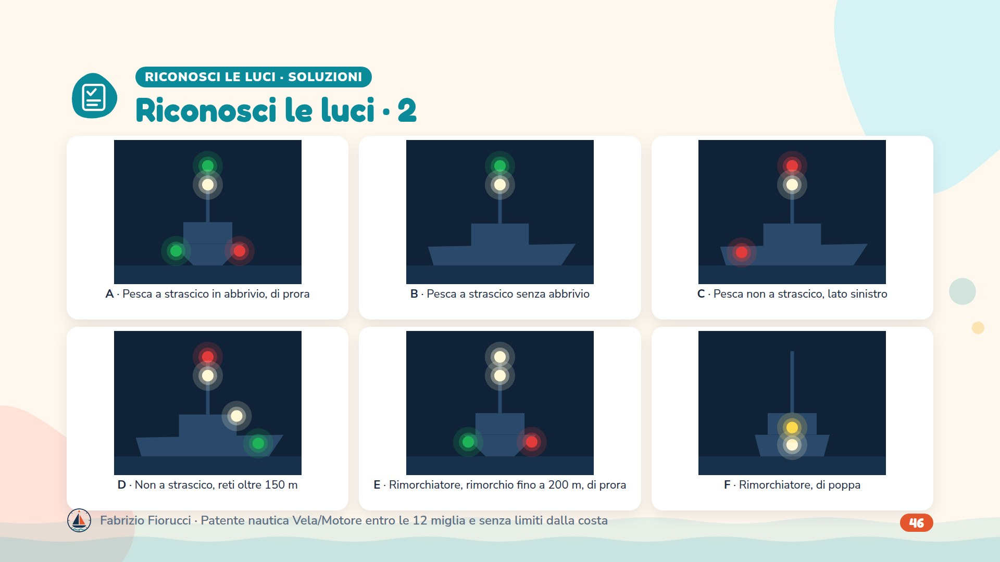 RICONOSCI LE LUCI · SOLUZIONI
Riconosci le luci · 2
A · Pesca a strascico in abbrivio, di prora
B · Pesca a strascico senza abbrivio
C · Pesca non a strascico, lato sinistro
D · Non a strascico, reti oltre 150 m
E · Rimorchiatore, rimorchio fino a 200 m, di prora
F · Rimorchiatore, di poppa
Fabrizio Fiorucci · Patente nautica Vela/Motore entro le 12 miglia e senza limiti dalla costa
46